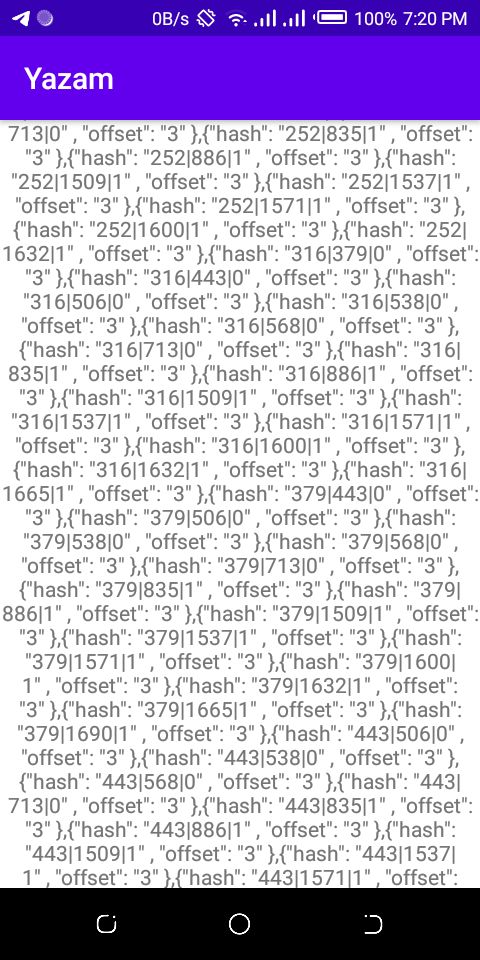 0B/s 100% 7:20 PM
Yazam
713|0" , "offset": "3" },{"hash": "252|835|1" , "offset":
"3" },{"hash": "252|886|1" , "offset": "3" },{"hash":
"252|1509|1" , "offset": "3" },{"hash": "252|1537|1" ,
"offset": "3" },{"hash": "252|1571|1" , "offset": "3" },
{"hash": "252|1600|1" , "offset": "3" },{"hash": "252|
1632|1" , "offset": "3" },{"hash": "316|379|0" , "offset":
"3" },{"hash": "316|443|0" , "offset": "3" },{"hash":
"316|506|0" , "offset": "3" },{"hash": "316|538|0" ,
"offset": "3" },{"hash": "316|568|0" , "offset": "3" },
{"hash": "316|713|0" , "offset": "3" },{"hash": "316|
835|1" , "offset": "3" },{"hash": "316|886|1" , "offset":
"3" },{"hash": "316|1509|1" , "offset": "3" },{"hash":
"316|1537|1" , "offset": "3" },{"hash": "316|1571|1" ,
"offset": "3" },{"hash": "316|1600|1" , "offset": "3" },
{"hash": "316|1632|1" , "offset": "3" },{"hash": "316|
1665|1" , "offset": "3" },{"hash": "379|443|0" , "offset":
"3" },{"hash": "379|506|0" , "offset": "3" },{"hash":
"379|538|0" , "offset": "3" },{"hash": "379|568|0" ,
"offset": "3" },{"hash": "379|713|0" , "offset": "3" },
{"hash": "379|835|1" , "offset": "3" },{"hash": "379|
886|1" , "offset": "3" },{"hash": "379|1509|1" , "offset":
"3" },{"hash": "379|1537|1" , "offset": "3" },{"hash":
"379|1571|1" , "offset": "3" },{"hash": "379|1600|
1" , "offset": "3" },{"hash": "379|1632|1" , "offset":
"3" },{"hash": "379|1665|1" , "offset": "3" },{"hash":
"379|1690|1" , "offset": "3" },{"hash": "443|506|0" ,
"offset": "3" },{"hash": "443|538|0" , "offset": "3" },
{"hash": "443|568|0" , "offset": "3" },{"hash": "443|
713|0" , "offset": "3" },{"hash": "443|835|1" , "offset":
"3" },{"hash": "443|886|1" , "offset": "3" },{"hash":
"443|1509|1" , "offset": "3" },{"hash": "443|1537|
1" , "offset": "3" },{"hash": "443|1571|1" , "offset":